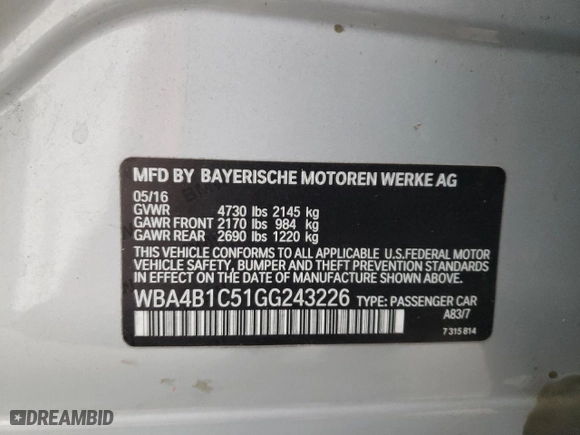 MFD BY BAYERISCHE MOTOREN WERKE AG
05/16
GVWR 4730 lbs 2145 kg
GAWR FRONT 2170 lbs 984 kg
GAWR REAR 2690 lbs 1220 kg
THIS VEHICLE CONFORMS TO ALL APPLICABLE U.S.FEDERAL MOTOR
VEHICLE SAFETY, BUMPER AND THEFT PREVENTION STANDARDS
IN EFFECT ON THE DATE OF MANUFACTURE SHOWN ABOVE.
WBA4B1C51GG243226 TYPE: PASSENGER CAR
A83/7
7 315 814
DREAMBID